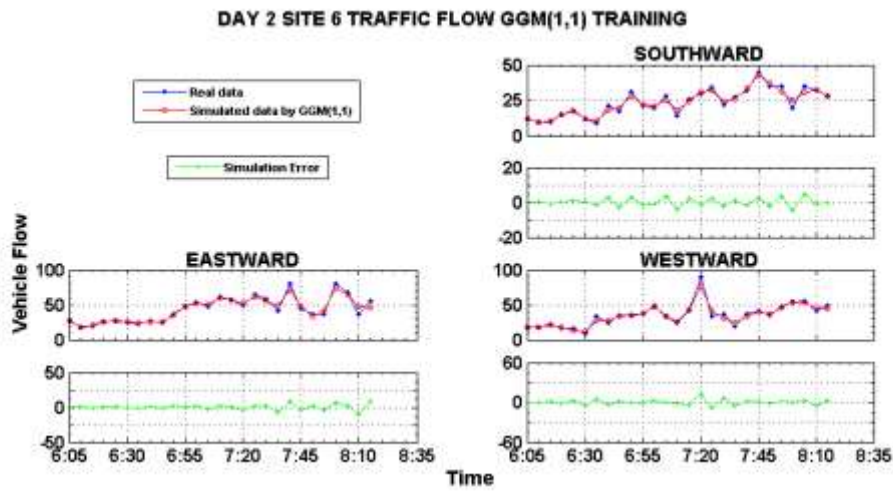 DAY 2 SITE 6 TRAFFIC FLOW GGM(1,1) TRAINING
Real data
Simulated data by GGM(1,1)
Simulation Error
SOUTHWARD
50
25
0
20
0
-20
Vehicle Flow
EASTWARD
100
50
0
50
0
-50
6:05 6:30 6:55 7:20 7:45 8:10 8:35
WESTWARD
100
50
0
60
0
-60
6:05 6:30 6:55 7:20 7:45 8:10 8:35
Time